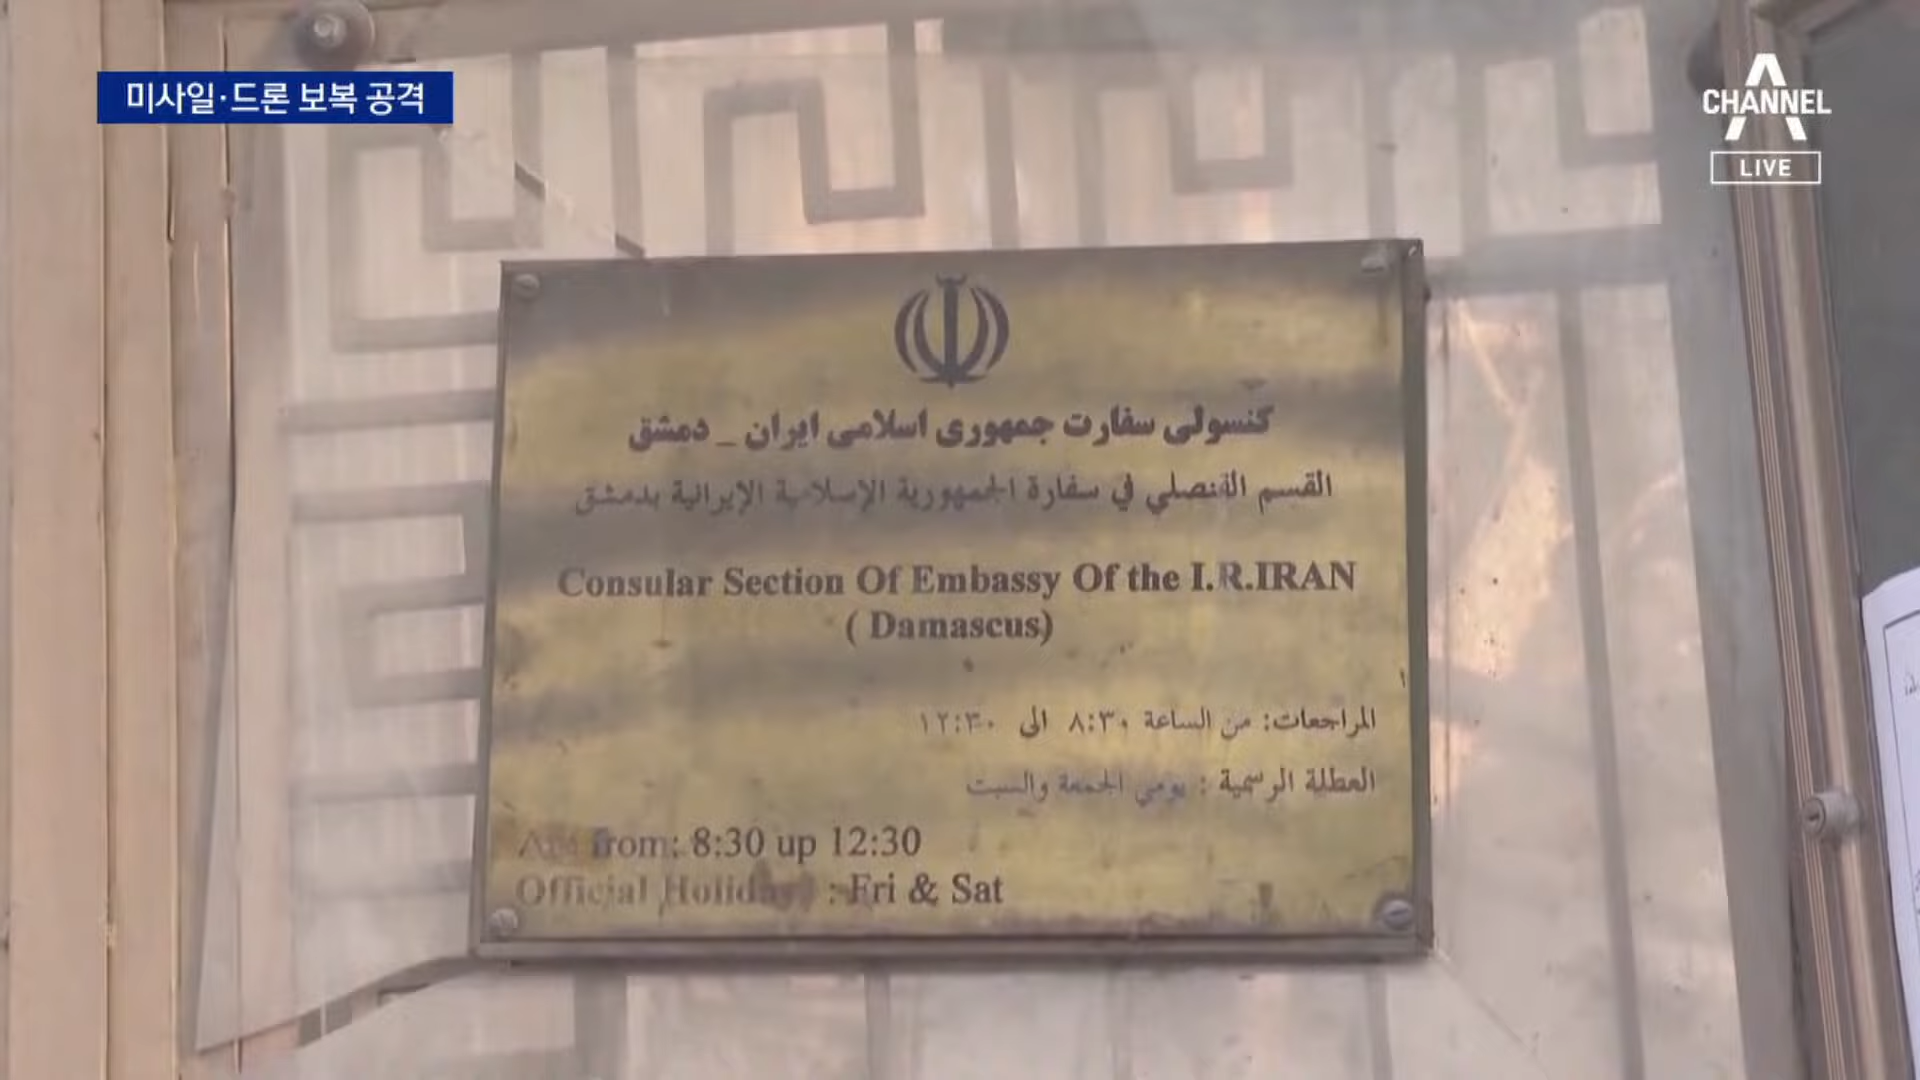 미사일·드론 보복 공격
CHANNEL A
LIVE
کنسولی سفارت جمهوری اسلامی ایران _ دمشق
القسم القنصلي في سفارة الجمهورية الإسلامية الإيرانية بدمشق
Consular Section Of Embassy Of the I.R.IRAN
( Damascus)
المراجعات: من الساعة ٨:٣٠ الى ١٢:٣٠
العطلة الرسمية : يومي الجمعة والسبت
from: 8:30 up 12:30
Official Holiday : Fri & Sat